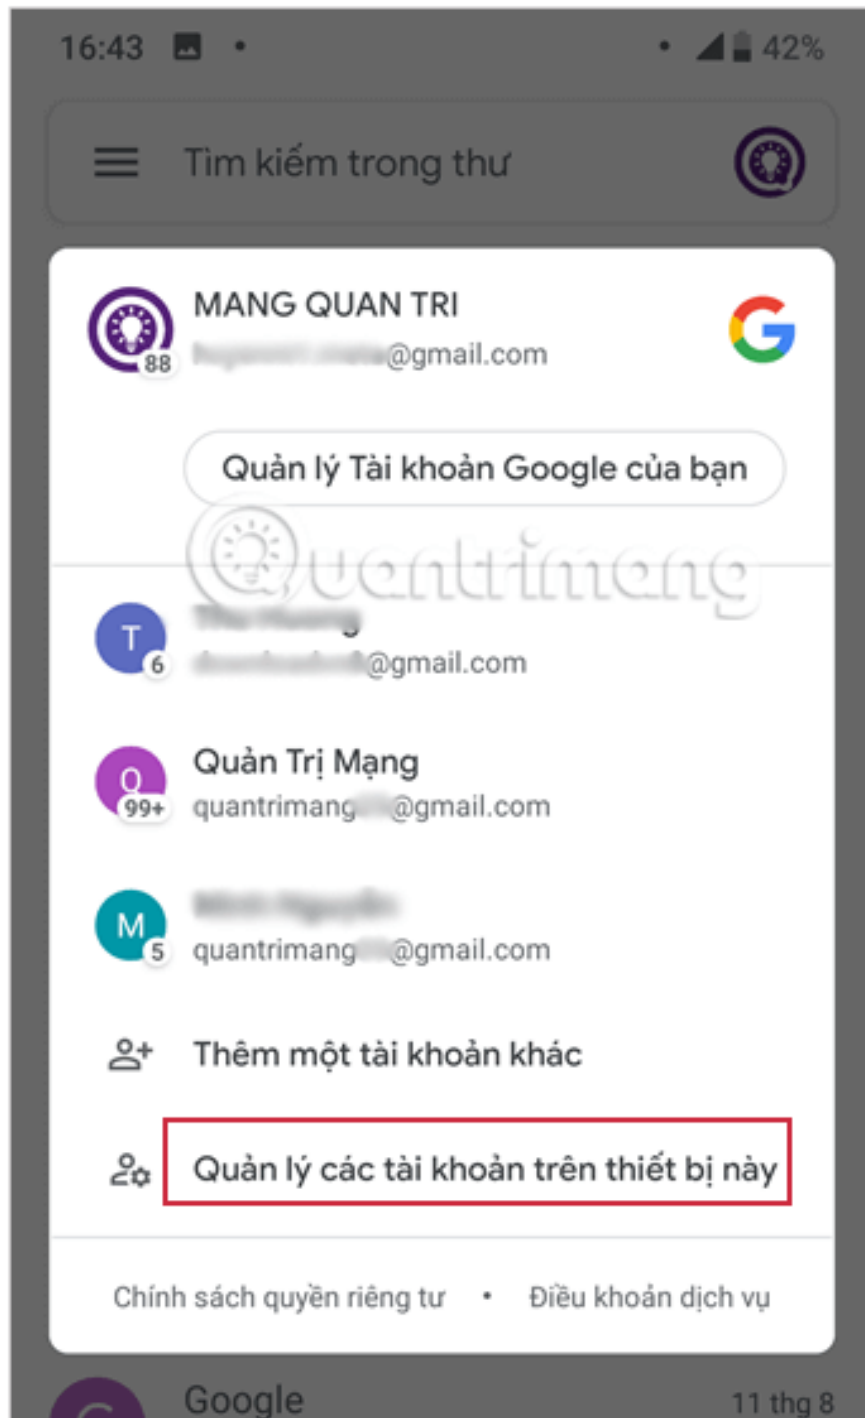 16:43
42%
Tìm kiếm trong thư
MANG QUAN TRI
88
@gmail.com
Quản lý Tài khoản Google của bạn
Quantrimang
T
6
@gmail.com
Q
Quản Trị Mạng
99+
quantrimang @gmail.com
M
5
quantrimang @gmail.com
Thêm một tài khoản khác
Quản lý các tài khoản trên thiết bị này
Chính sách quyền riêng tư • Điều khoản dịch vụ
Google
11 thg 8